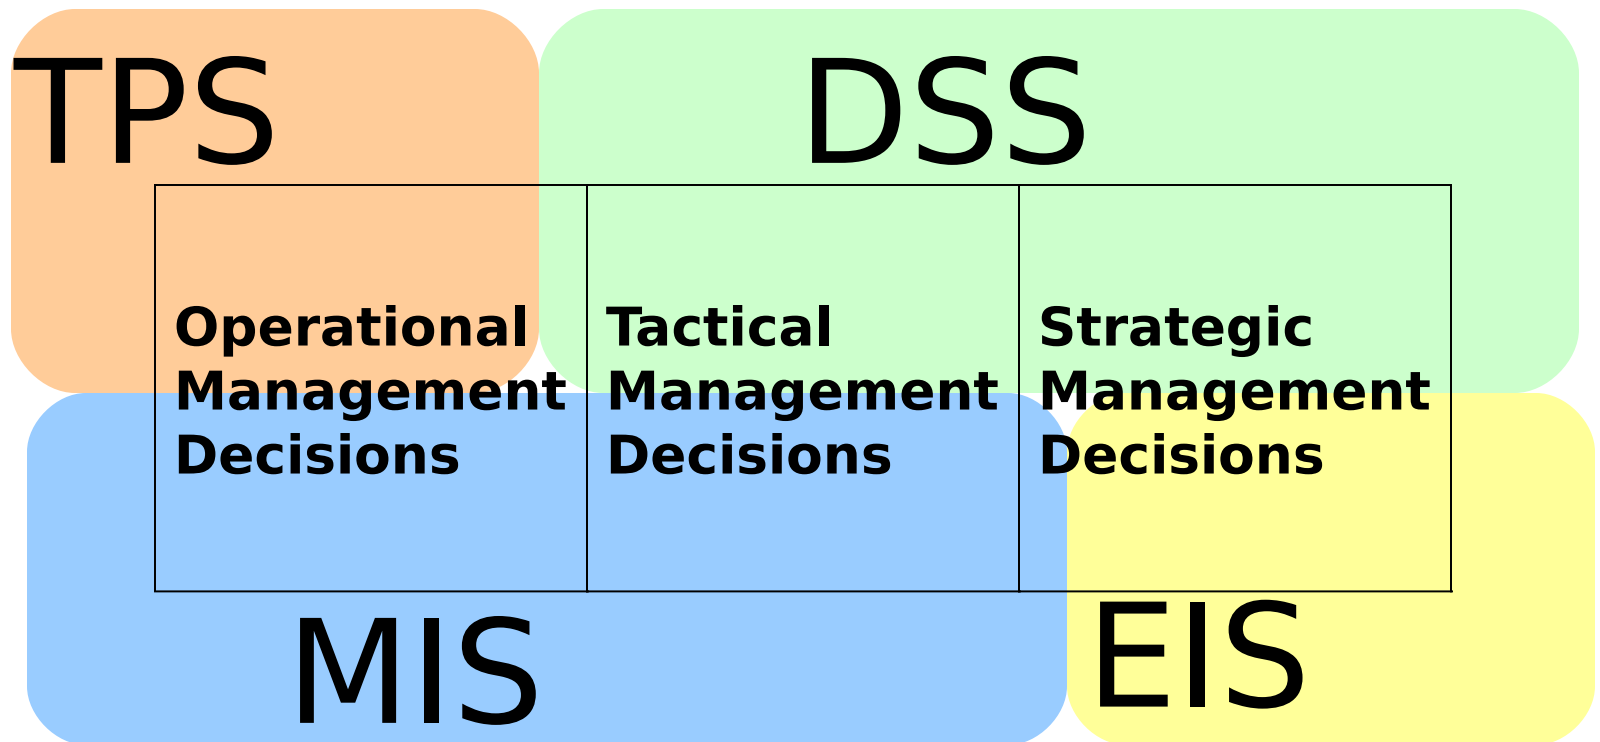 TPS
DSS
Operational
Management
Decisions
Tactical
Management
Decisions
Strategic
Management
Decisions
MIS
EIS